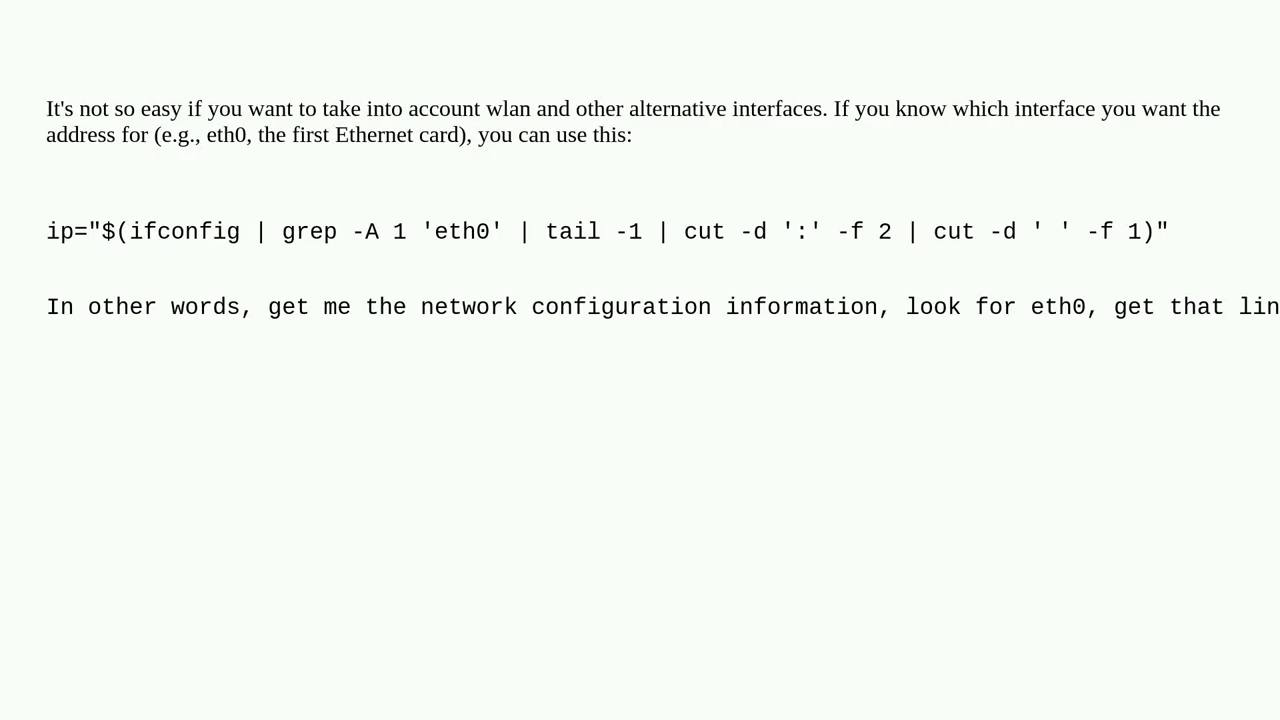 It's not so easy if you want to take into account wlan and other alternative interfaces. If you know which interface you want the
address for (e.g., eth0, the first Ethernet card), you can use this:
ip="$(ifconfig | grep -A 1 'eth0' | tail -1 | cut -d ':' -f 2 | cut -d ' ' -f 1)"
In other words, get me the network configuration information, look for eth0, get that lin